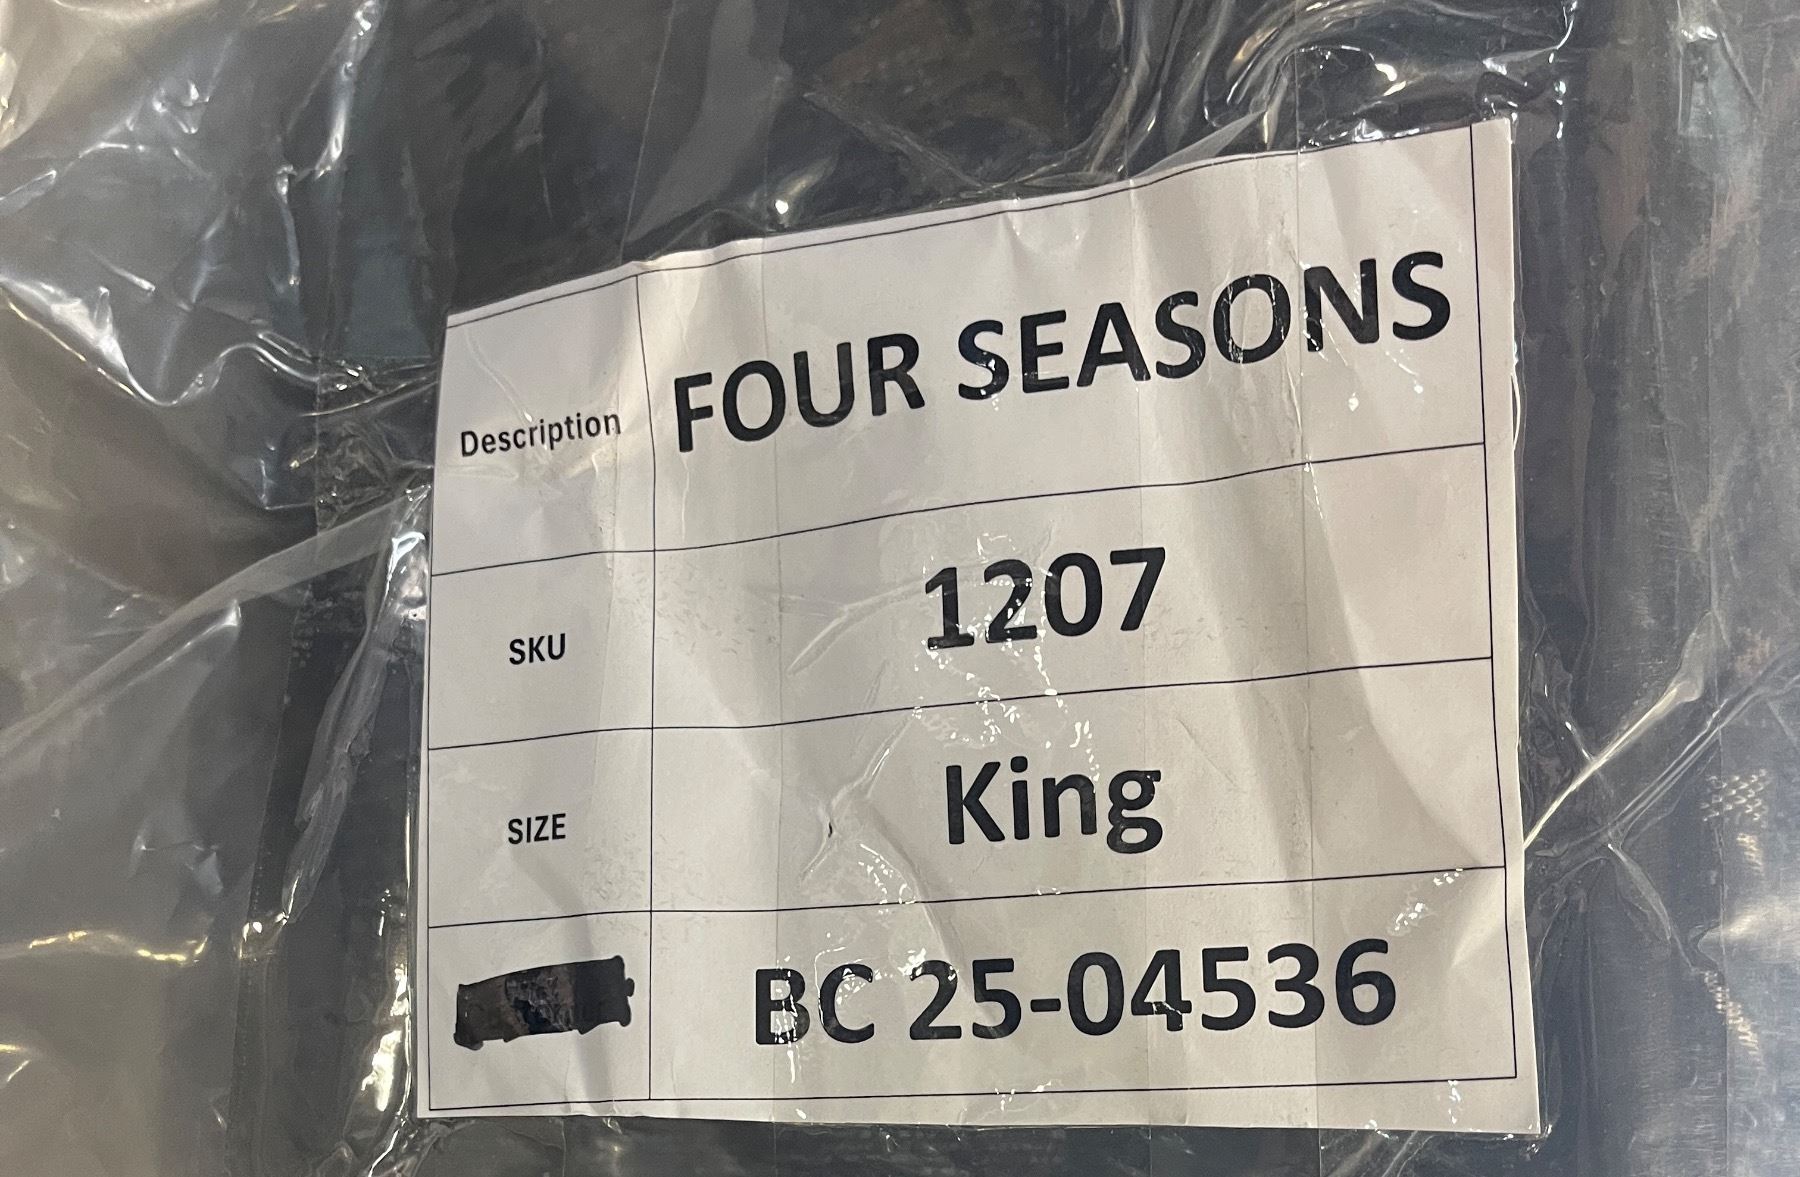 Description FOUR SEASONS
SKU 1207
SIZE King
BC 25-04536